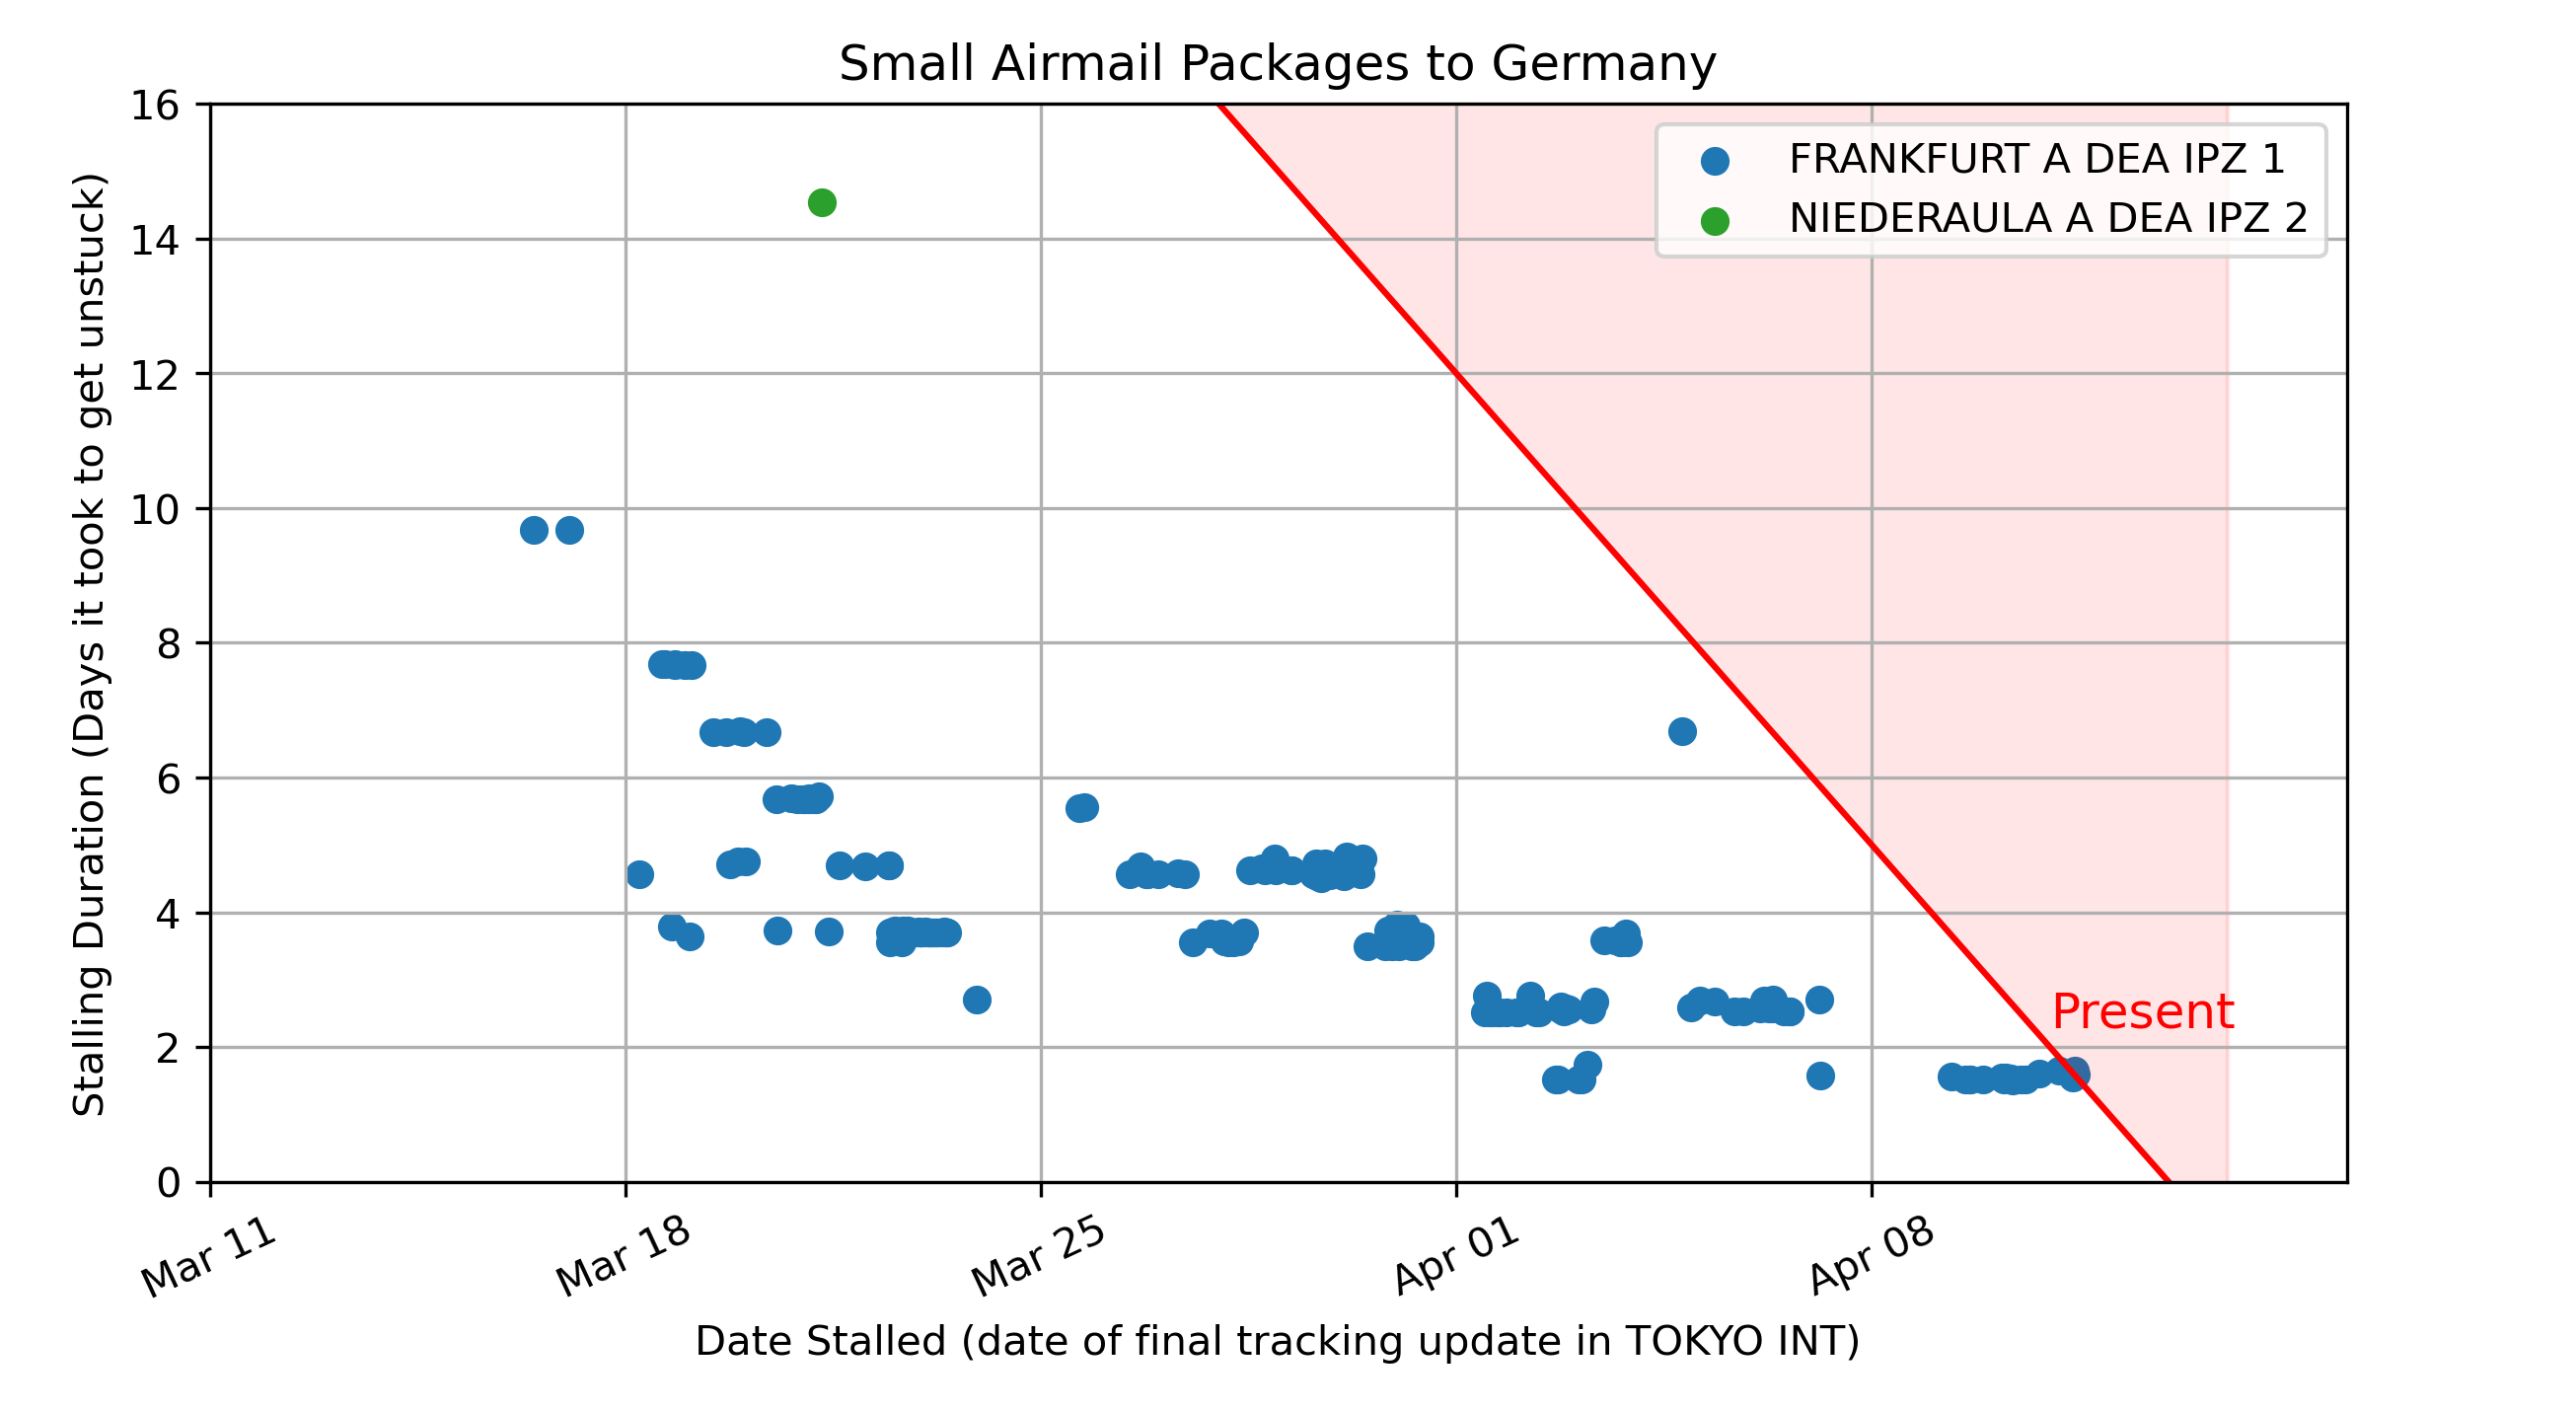 Small Airmail Packages to Germany
Stalling Duration (Days it took to get unstuck)
16
14
12
10
8
6
4
2
0
FRANKFURT A DEA IPZ 1
NIEDERAULA A DEA IPZ 2
Present
Mar 11
Mar 18
Mar 25
Apr 01
Apr 08
Date Stalled (date of final tracking update in TOKYO INT)